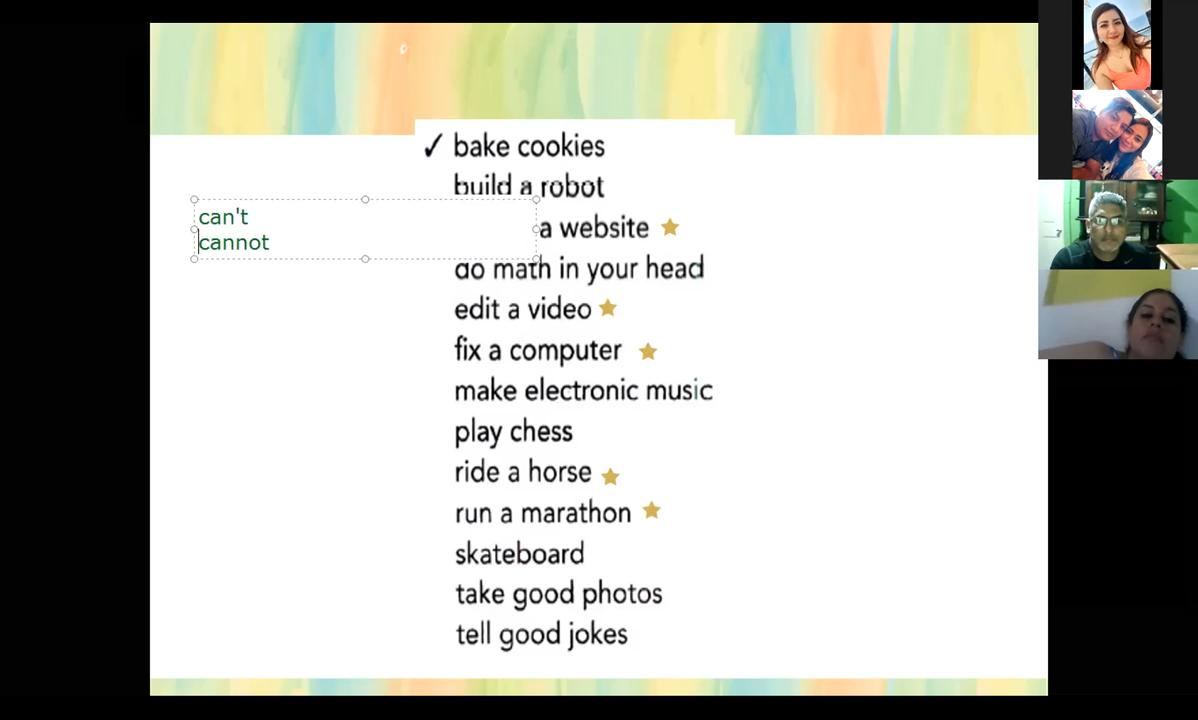 ✓ bake cookies
build a robot
can't
a website
cannot
do math in your head
edit a video
fix a computer
make electronic music
play chess
ride a horse
run a marathon
skateboard
take good photos
tell good jokes